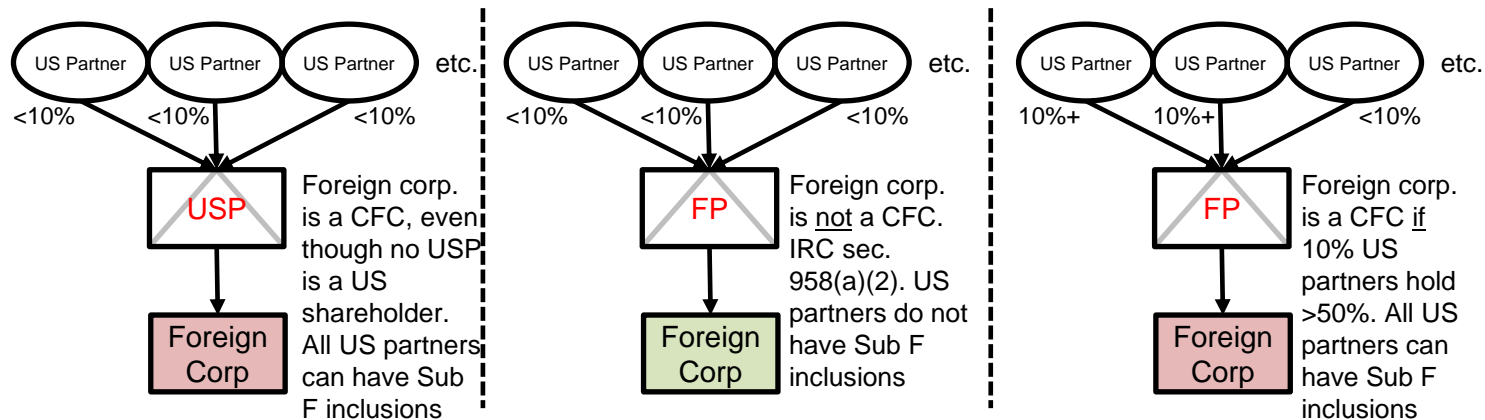 US Partner US Partner US Partner etc.
<10% <10% <10%
USP
Foreign corp.
is a CFC, even
though no USP
is a US
shareholder.
All US partners
can have Sub
F inclusions
Foreign
Corp
US Partner US Partner US Partner etc.
<10% <10% <10%
FP
Foreign corp.
is not a CFC.
IRC sec.
958(a)(2). US
partners do not
have Sub F
inclusions
Foreign
Corp
US Partner US Partner US Partner etc.
10%+ 10%+ <10%
FP
Foreign corp.
is a CFC if
10% US
partners hold
>50%. All US
partners can
have Sub F
inclusions
Foreign
Corp